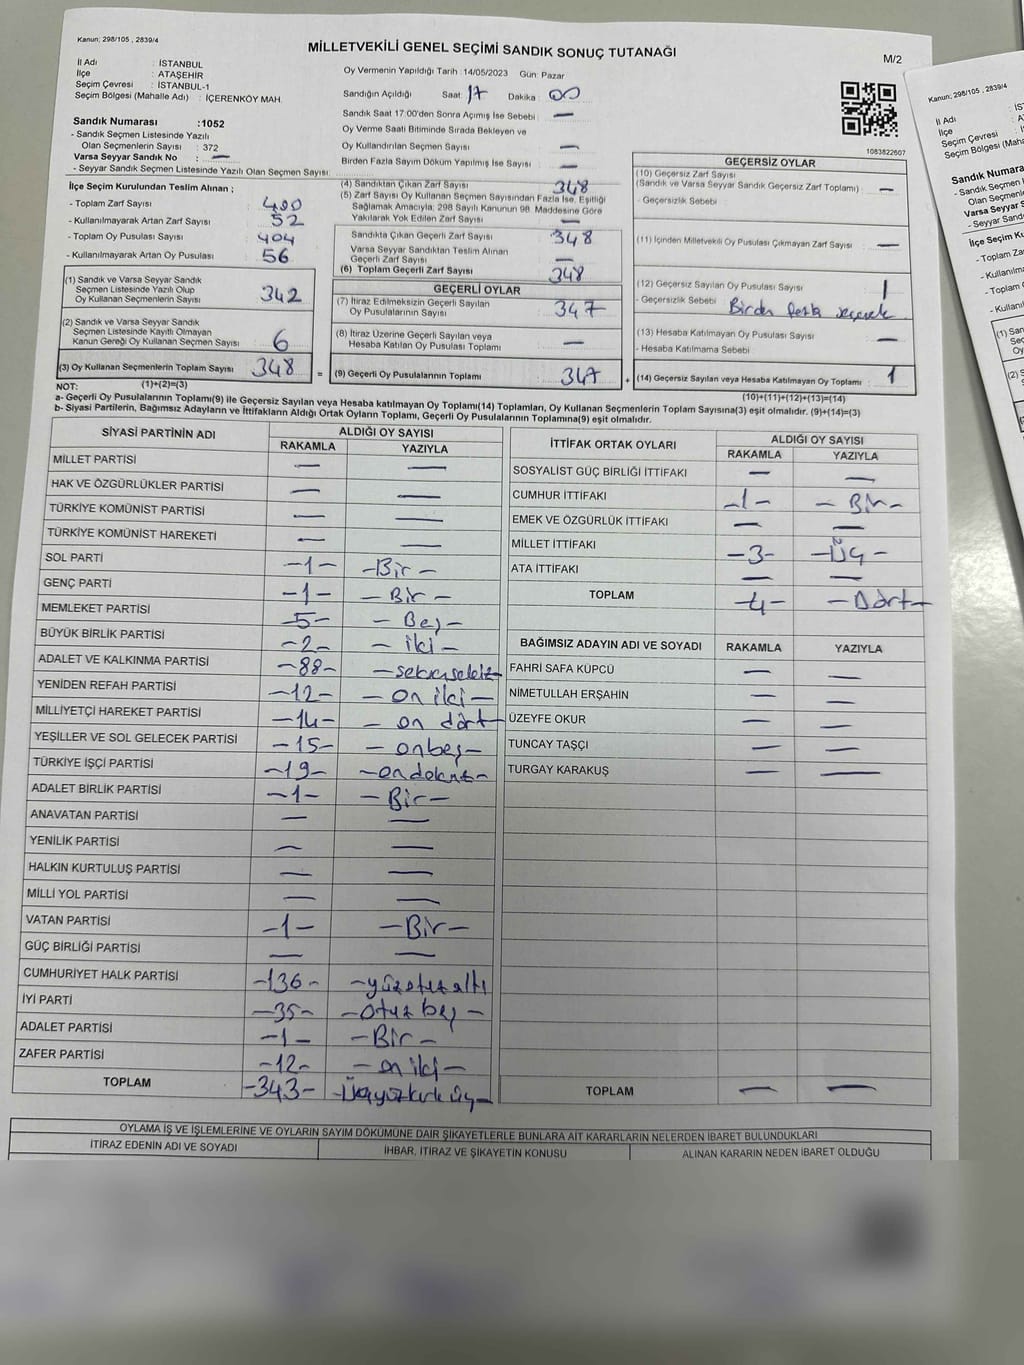 Kanun; 298/105 , 2839/4
MİLLETVEKİLİ GENEL SEÇİMİ SANDIK SONUÇ TUTANAĞI
M/2
İl Adı : İSTANBUL
İlçe : ATAŞEHİR
Seçim Çevresi : İSTANBUL-1
Seçim Bölgesi (Mahalle Adı) : İÇERENKÖY MAH.
Sandık Numarası :1052
- Sandık Seçmen Listesinde Yazılı
Olan Seçmenlerin Sayısı : 372
Varsa Seyyar Sandık No : —
- Seyyar Sandık Seçmen Listesinde Yazılı Olan Seçmen Sayısı:
Oy Vermenin Yapıldığı Tarih :14/05/2023 Gün: Pazar
Sandığın Açıldığı Saat: 17 Dakika : 00
Sandık Saat 17:00'den Sonra Açımış İse Sebebi : —
Oy Verme Saati Bitiminde Sırada Bekleyen ve
Oy Kullandırılan Seçmen Sayısı : —
Birden Fazla Sayım Döküm Yapılmış İse Sayısı : —
1083822607
İlçe Seçim Kurulundan Teslim Alınan ;
- Toplam Zarf Sayısı : 400
- Kullanılmayarak Artan Zarf Sayısı : 52
- Toplam Oy Pusulası Sayısı : 404
- Kullanılmayarak Artan Oy Pusulası : 56
(1) Sandık ve Varsa Seyyar Sandık
Seçmen Listesinde Yazılı Olup
Oy Kullanan Seçmenlerin Sayısı : 342
(2) Sandık ve Varsa Seyyar Sandık
Seçmen Listesinde Kayıtlı Olmayan
Kanun Gereği Oy Kullanan Seçmen Sayısı : 6
(3) Oy Kullanan Seçmenlerin Toplam Sayısı : 348
(4) Sandıktan Çıkan Zarf Sayısı : 348
(5) Zarf Sayısı Oy Kullanan Seçmen Sayısından Fazla İse, Eşitliği
Sağlamak Amacıyla; 298 Sayılı Kanunun 98. Maddesine Göre
Yakılarak Yok Edilen Zarf Sayısı : —
Sandıkta Çıkan Geçerli Zarf Sayısı : 348
Varsa Seyyar Sandıktan Teslim Alınan
Geçerli Zarf Sayısı : —
(6) Toplam Geçerli Zarf Sayısı : 348
GEÇERLİ OYLAR
(7) İtiraz Edilmeksizin Geçerli Sayılan
Oy Pusulalarının Sayısı : 347
(8) İtiraz Üzerine Geçerli Sayılan veya
Hesaba Katılan Oy Pusulası Toplamı : —
= (9) Geçerli Oy Pusulalarının Toplamı : 347
GEÇERSİZ OYLAR
(10) Geçersiz Zarf Sayısı
(Sandık ve Varsa Seyyar Sandık Geçersiz Zarf Toplamı) : —
- Geçersizlik Sebebi :
(11) İçinden Milletvekili Oy Pusulası Çıkmayan Zarf Sayısı : —
(12) Geçersiz Sayılan Oy Pusulası Sayısı : 1
- Geçersizlik Sebebi : Birden fazla seçenek
(13) Hesaba Katılmayan Oy Pusulası Sayısı : —
- Hesaba Katılmama Sebebi :
+ (14) Geçersiz Sayılan veya Hesaba Katılmayan Oy Toplamı : 1
NOT: (1)+(2)=(3) (10)+(11)+(12)+(13)=(14)
a- Geçerli Oy Pusulalarının Toplamı(9) ile Geçersiz Sayılan veya Hesaba katılmayan Oy Toplamı(14) Toplamları, Oy Kullanan Seçmenlerin Toplam Sayısına(3) eşit olmalıdır. (9)+(14)=(3)
b- Siyasi Partilerin, Bağımsız Adayların ve İttifakların Aldığı Ortak Oyların Toplamı, Geçerli Oy Pusulalarının Toplamına(9) eşit olmalıdır.
SİYASİ PARTİNİN ADI ALDIĞI OY SAYISI
RAKAMLA YAZIYLA
MİLLET PARTİSİ — —
HAK VE ÖZGÜRLÜKLER PARTİSİ — —
TÜRKİYE KOMÜNİST PARTİSİ — —
TÜRKİYE KOMÜNİST HAREKETİ — —
SOL PARTİ -1- -Bir-
GENÇ PARTİ -1- -Bir-
MEMLEKET PARTİSİ -5- -Beş-
BÜYÜK BİRLİK PARTİSİ -2- -iki-
ADALET VE KALKINMA PARTİSİ -88- -seksensekiz-
YENİDEN REFAH PARTİSİ -12- -on iki-
MİLLİYETÇİ HAREKET PARTİSİ -14- -on dört-
YEŞİLLER VE SOL GELECEK PARTİSİ -15- -onbeş-
TÜRKİYE İŞÇİ PARTİSİ -19- -ondokuz-
ADALET BİRLİK PARTİSİ -1- -Bir-
ANAVATAN PARTİSİ — —
YENİLİK PARTİSİ — —
HALKIN KURTULUŞ PARTİSİ — —
MİLLİ YOL PARTİSİ — —
VATAN PARTİSİ -1- -Bir-
GÜÇ BİRLİĞİ PARTİSİ — —
CUMHURİYET HALK PARTİSİ -136- -yüzotuzaltı
İYİ PARTİ -35- -otuzbeş-
ADALET PARTİSİ -1- -Bir-
ZAFER PARTİSİ -12- -on iki-
TOPLAM -343- -Üçyüzkırküç-
İTTİFAK ORTAK OYLARI ALDIĞI OY SAYISI
RAKAMLA YAZIYLA
SOSYALİST GÜÇ BİRLİĞİ İTTİFAKI — —
CUMHUR İTTİFAKI -1- -Bir-
EMEK VE ÖZGÜRLÜK İTTİFAKI — —
MİLLET İTTİFAKI -3- -Üç-
ATA İTTİFAKI — —
TOPLAM -4- -Dört-
BAĞIMSIZ ADAYIN ADI VE SOYADI RAKAMLA YAZIYLA
FAHRİ SAFA KÜPCÜ — —
NİMETULLAH ERŞAHİN — —
ÜZEYFE OKUR — —
TUNCAY TAŞÇI — —
TURGAY KARAKUŞ — —
TOPLAM — —
OYLAMA İŞ VE İŞLEMLERİNE VE OYLARIN SAYIM DÖKÜMÜNE DAİR ŞİKAYETLERLE BUNLARA AİT KARARLARIN NELERDEN İBARET BULUNDUKLARI
İTİRAZ EDENİN ADI VE SOYADI İHBAR, İTİRAZ VE ŞİKAYETİN KONUSU ALINAN KARARIN NEDEN İBARET OLDUĞU
Kanun; 298/105 , 2839/4
İl Adı
İlçe
Seçim Çevresi
Seçim Bölgesi (Maha
Sandık Numara
- Sandık Seçmen
Olan Seçmenleri
Varsa Seyyar S
- Seyyar Sandı
İlçe Seçim Ku
- Toplam Za
- Kullanılma
- Toplam
- Kullanıl